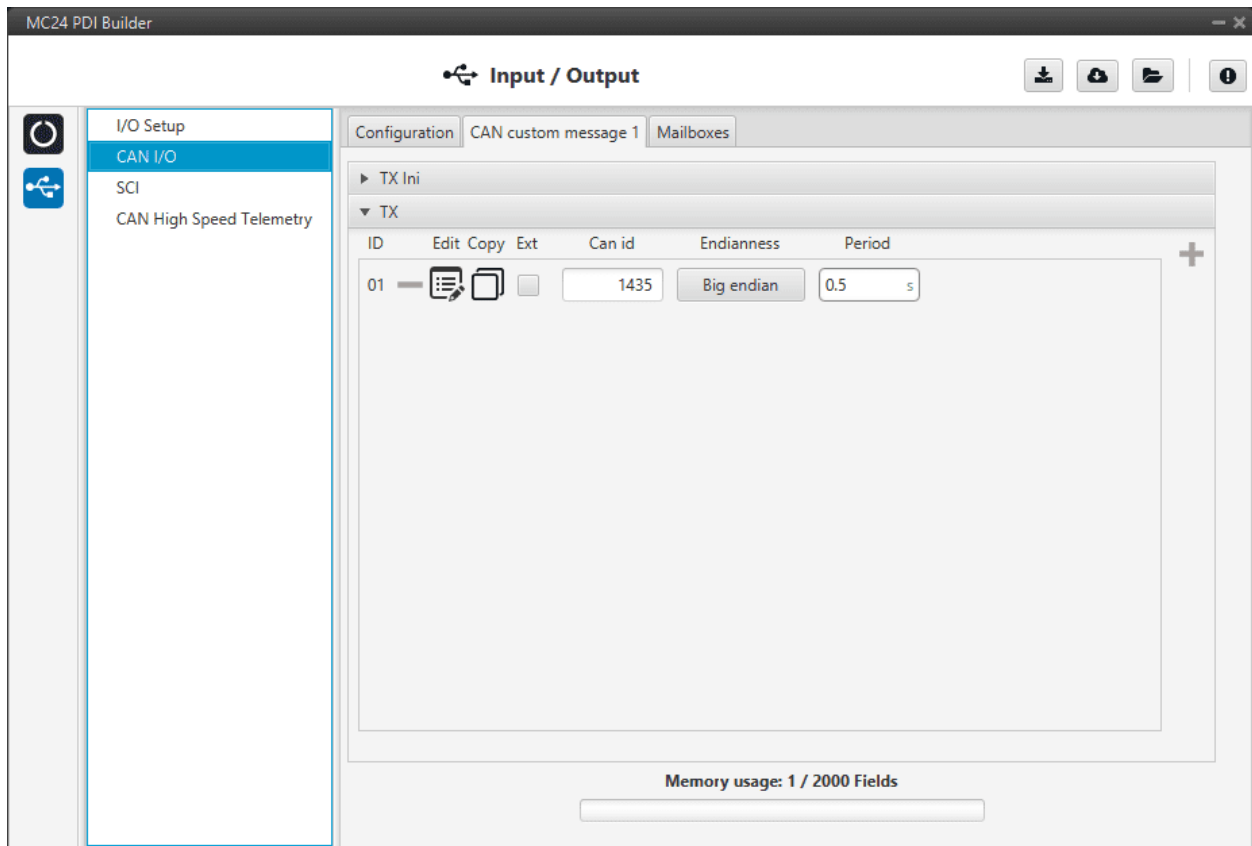 MC24 PDI Builder
Input / Output
I/O Setup
CAN I/O
SCI
CAN High Speed Telemetry
Configuration CAN custom message 1 Mailboxes
TX Ini
TX
ID Edit Copy Ext Can id Endianness Period
01 1435 Big endian 0.5 s
Memory usage: 1 / 2000 Fields